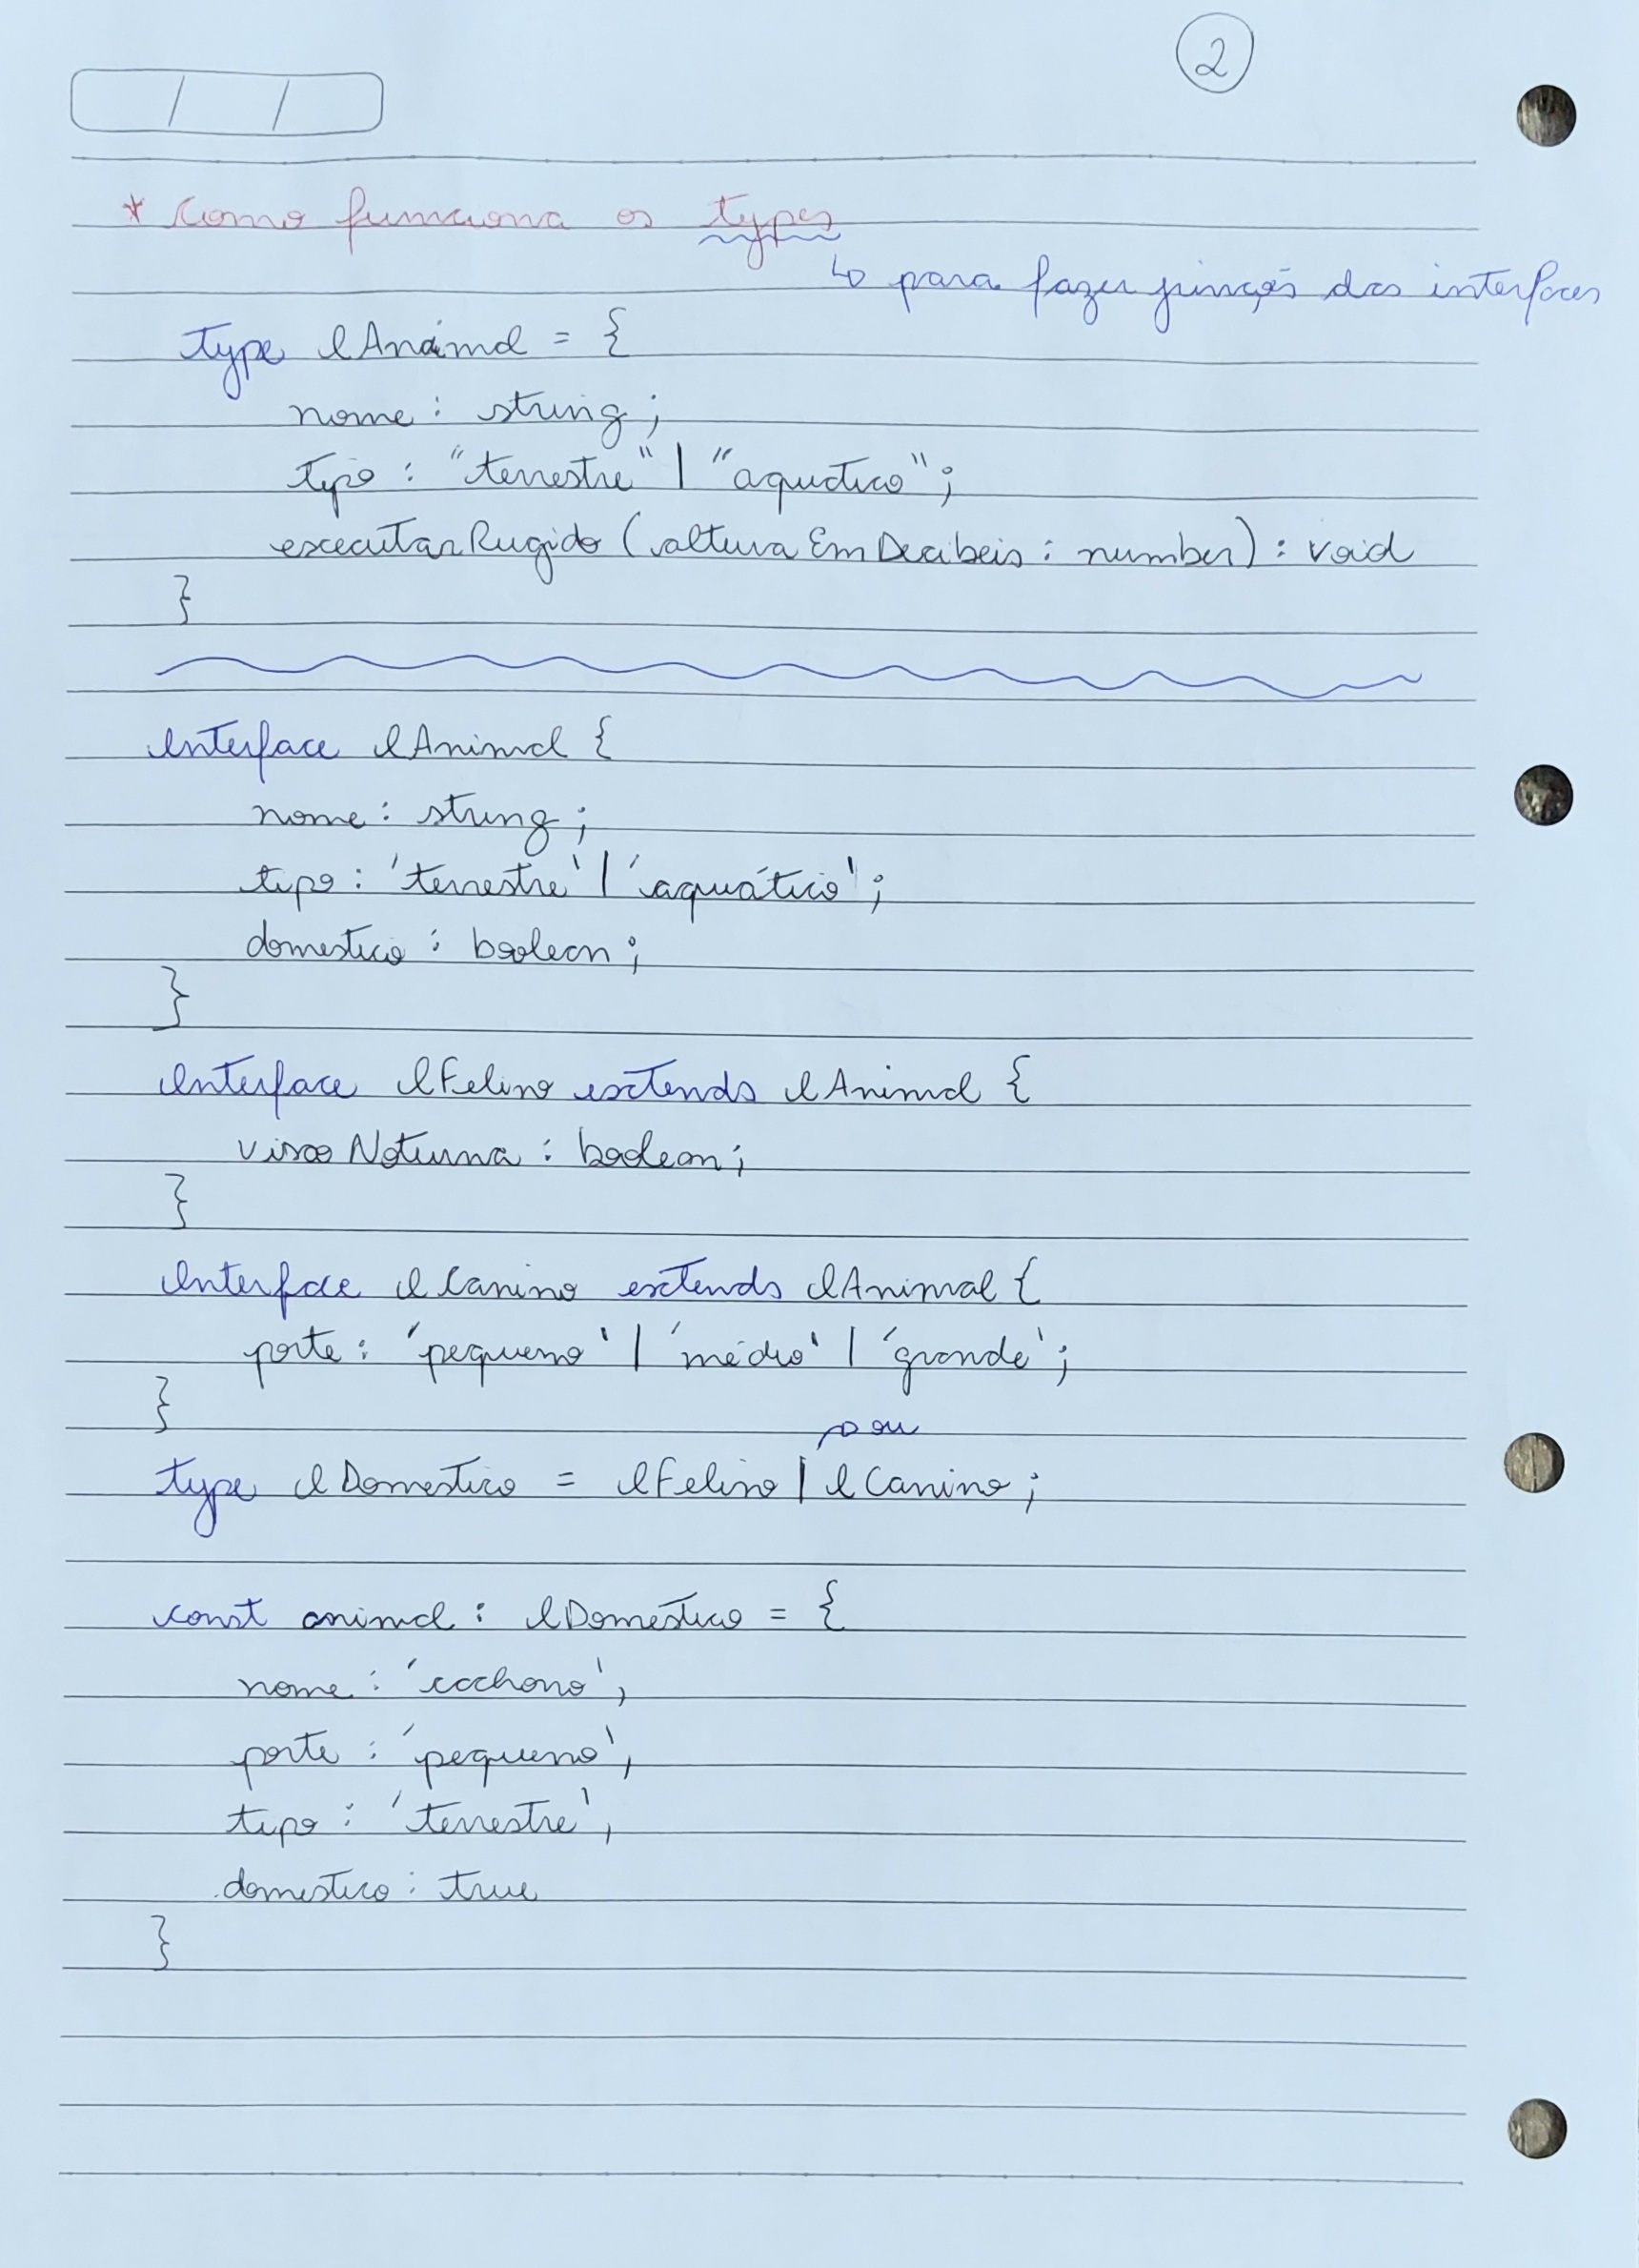 2
/ /
* Como funciona os types
↳ para fazer junção das interfaces
type IAnimal = {
nome: string;
tipo: "terrestre" | "aquatico";
executarRugido (alturaEmDecibeis: number): void
}
Interface IAnimal {
nome: string;
tipo: 'terrestre' | 'aquático';
domestico: boolean;
}
Interface IFelino extends IAnimal {
visaoNoturna: boolean;
}
Interface ICanino extends IAnimal {
porte: 'pequeno' | 'médio' | 'grande';
}
→ ou
type IDomestico = IFelino | ICanino;
const animal: IDomestico = {
nome: 'cachorro',
porte: 'pequeno',
tipo: 'terrestre',
domestico: true
}